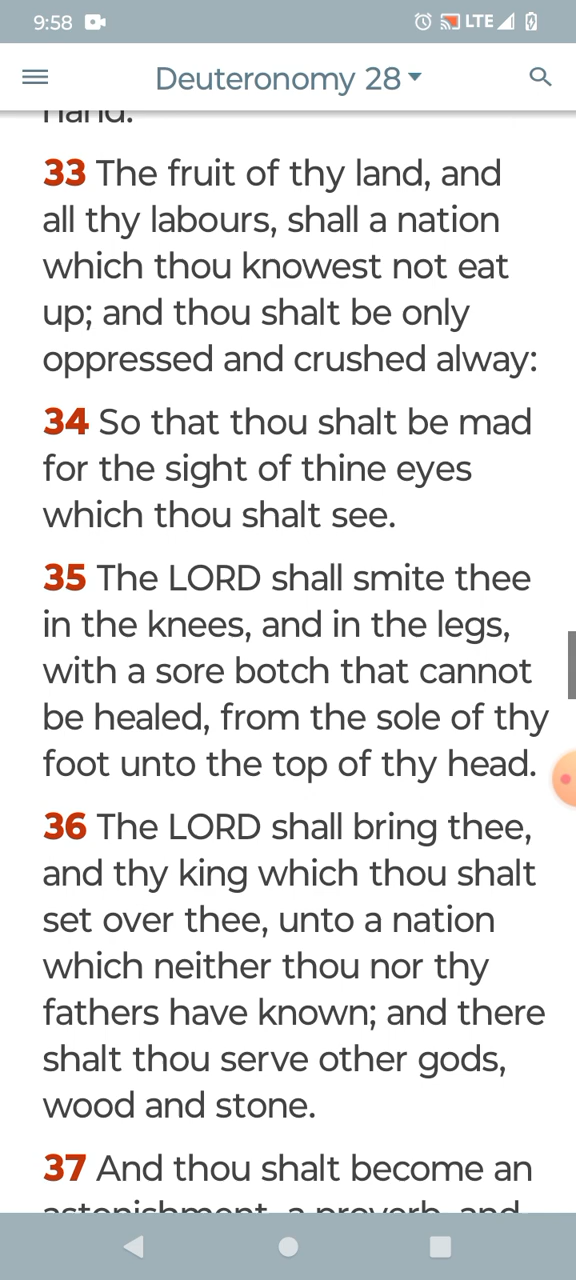 9:58 LTE
Deuteronomy 28
hand.
33 The fruit of thy land, and
all thy labours, shall a nation
which thou knowest not eat
up; and thou shalt be only
oppressed and crushed alway:
34 So that thou shalt be mad
for the sight of thine eyes
which thou shalt see.
35 The LORD shall smite thee
in the knees, and in the legs,
with a sore botch that cannot
be healed, from the sole of thy
foot unto the top of thy head.
36 The LORD shall bring thee,
and thy king which thou shalt
set over thee, unto a nation
which neither thou nor thy
fathers have known; and there
shalt thou serve other gods,
wood and stone.
37 And thou shalt become an
astonishment, a proverb, and